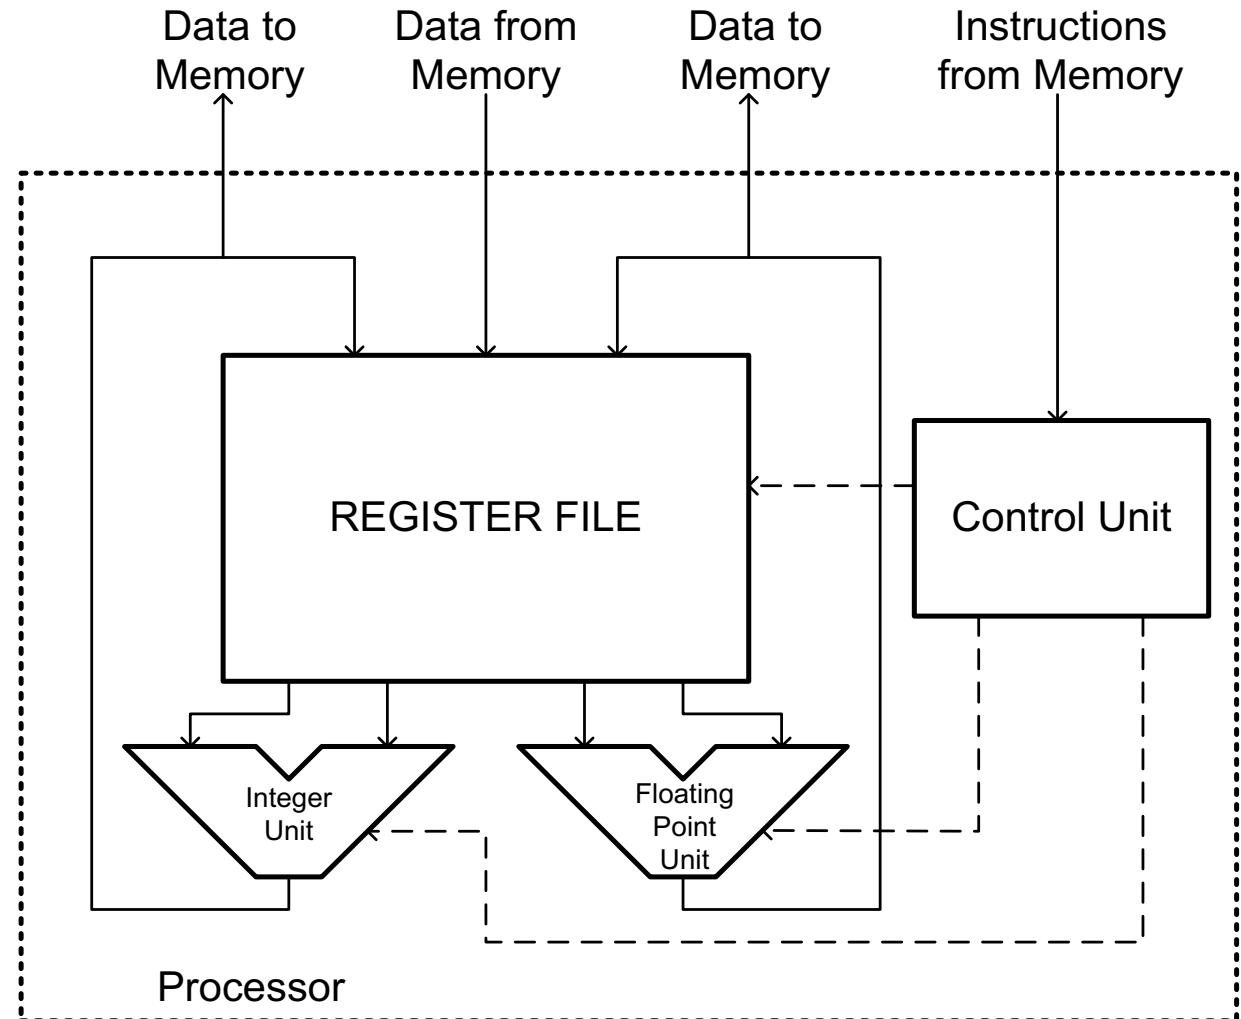 Data to
Memory
Data from
Memory
Data to
Memory
Instructions
from Memory
REGISTER FILE
Control Unit
Integer
Unit
Floating
Point
Unit
Processor